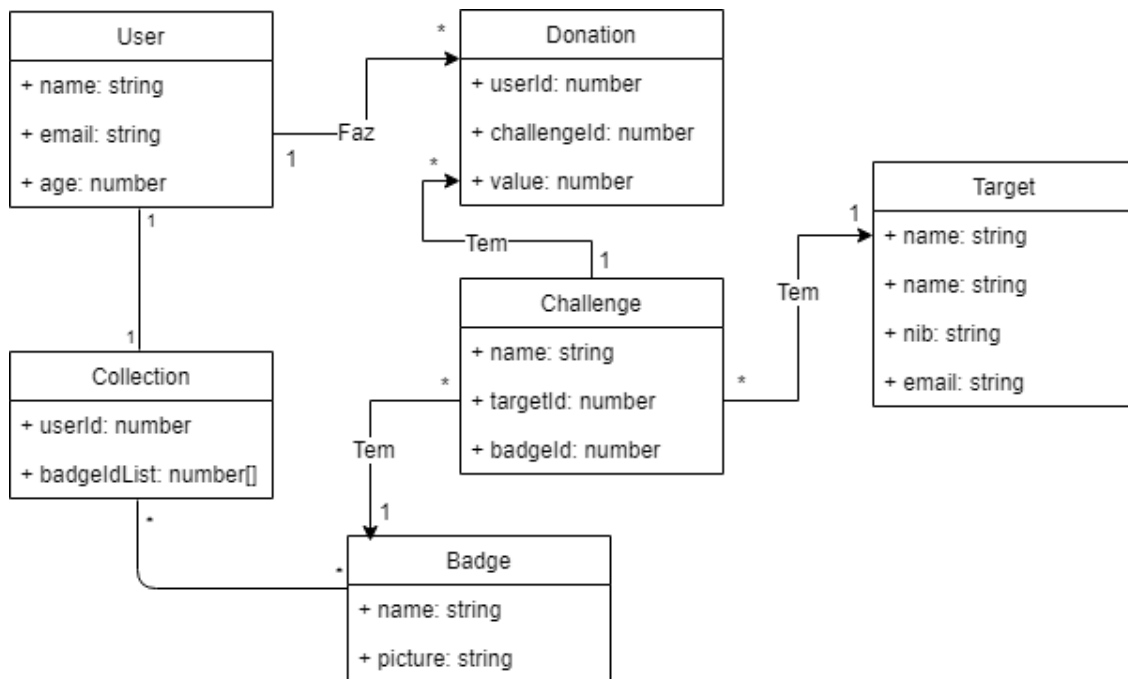 User
+ name: string
+ email: string
+ age: number
1
1
Faz
*
Donation
+ userId: number
+ challengeId: number
+ value: number
*
Tem
1
Challenge
+ name: string
+ targetId: number
+ badgeId: number
*
Tem
1
Target
+ name: string
+ name: string
+ nib: string
+ email: string
1
Collection
+ userId: number
+ badgeIdList: number[]
*
*
*
Tem
1
Badge
+ name: string
+ picture: string